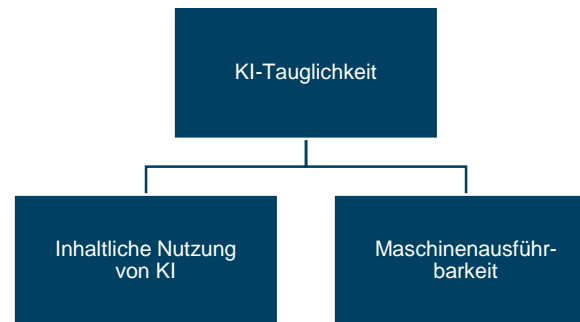 KI-Tauglichkeit
Inhaltliche Nutzung
von KI
Maschinenausführ-
barkeit